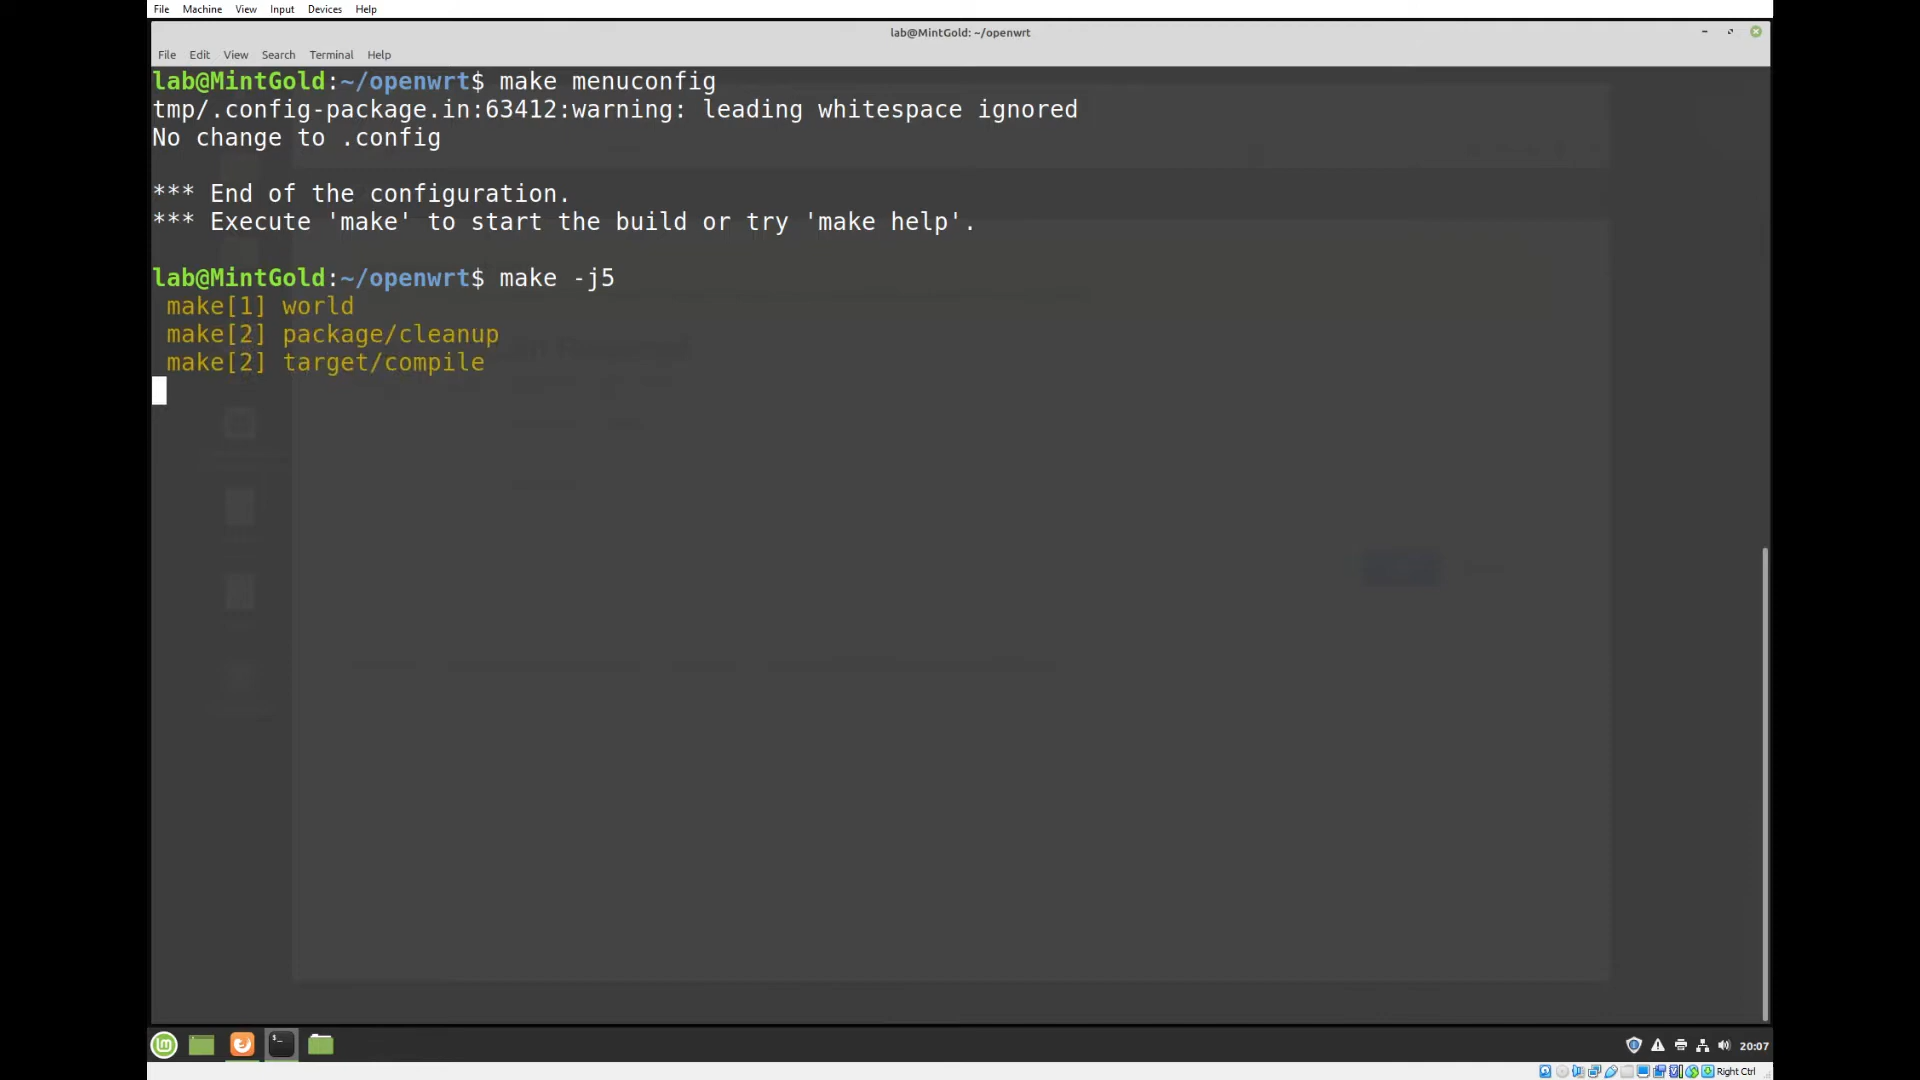 File Machine View Input Devices Help
lab@MintGold: ~/openwrt
File Edit View Search Terminal Help
lab@MintGold:~/openwrt$ make menuconfig
tmp/.config-package.in:63412:warning: leading whitespace ignored
No change to .config
*** End of the configuration.
*** Execute 'make' to start the build or try 'make help'.
lab@MintGold:~/openwrt$ make -j5
make[1] world
make[2] package/cleanup
make[2] target/compile
20:07
Right Ctrl